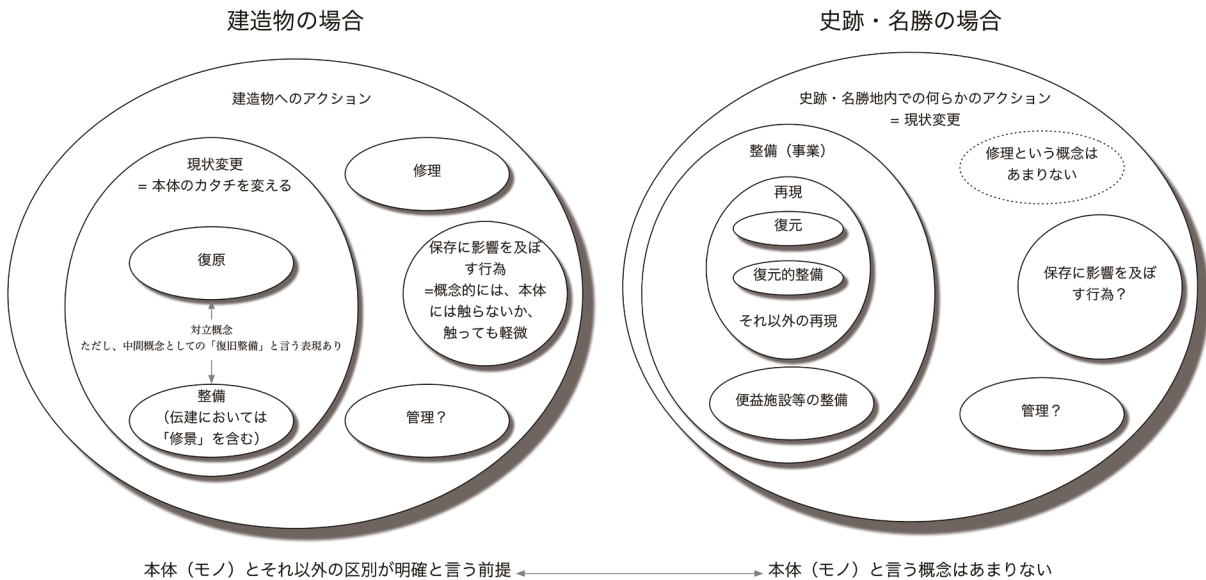 建造物の場合
建造物へのアクション
現状変更
= 本体のカタチを変える
復原
対立概念
ただし、中間概念としての「復旧整備」と言う表現あり
整備
（伝建においては
「修景」を含む）
修理
保存に影響を及ぼ
す行為
=概念的には、本体
には触らないか、
触っても軽微
管理？
本体（モノ）とそれ以外の区別が明確と言う前提
史跡・名勝の場合
史跡・名勝地内での何らかのアクション
= 現状変更
整備（事業）
再現
復元
復元的整備
それ以外の再現
便益施設等の整備
修理という概念は
あまりない
保存に影響を及ぼ
す行為？
管理？
本体（モノ）と言う概念はあまりない